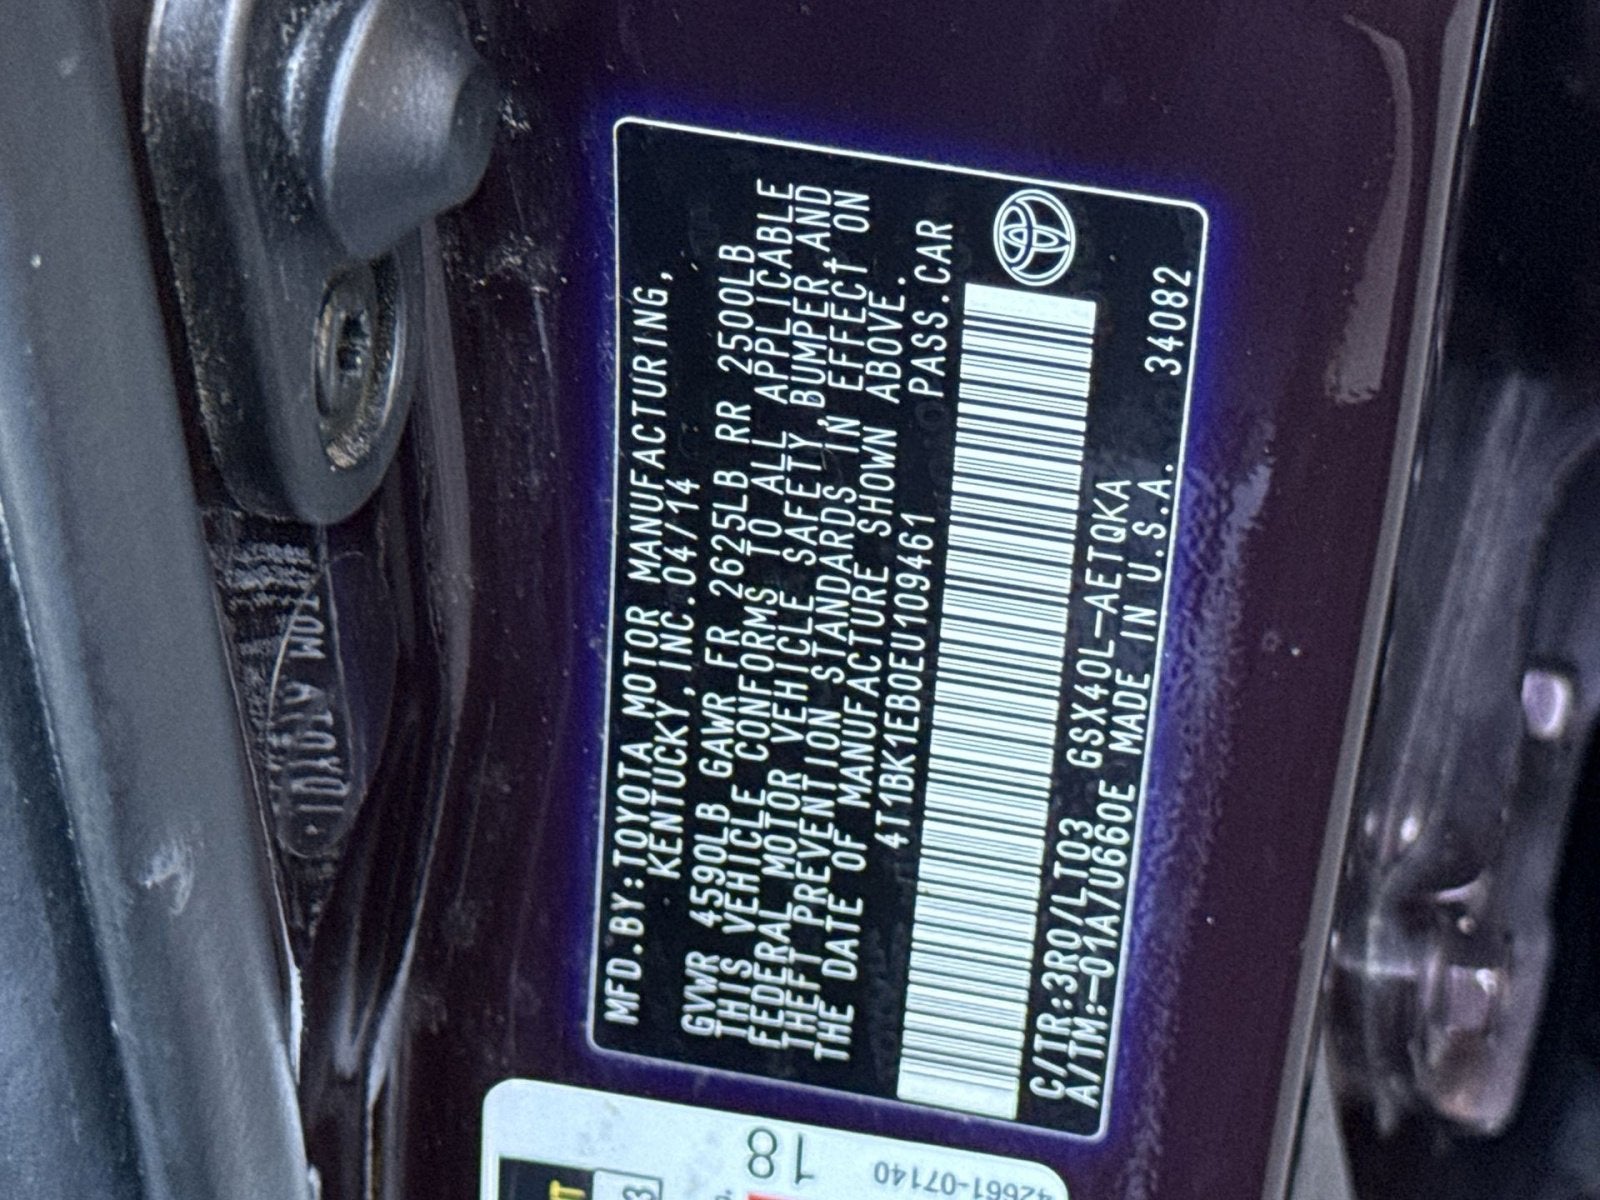 MFD.BY:TOYOTA MOTOR MANUFACTURING,
KENTUCKY,INC.04/14
GVWR 4590LB GAWR FR 2625LB RR 2500LB
THIS VEHICLE CONFORMS TO ALL APPLICABLE
FEDERAL MOTOR VEHICLE SAFETY,BUMPER,AND
THEFT PREVENTION STANDARDS IN EFFECT ON
THE DATE OF MANUFACTURE SHOWN ABOVE.
4T1BK1EB0EU109461 PASS.CAR
C/TR:3R0/LT03 GSX40L-AETQKA
A/TM:-01A/U660E MADE IN U.S.A. 34082
18
42661-07140
3